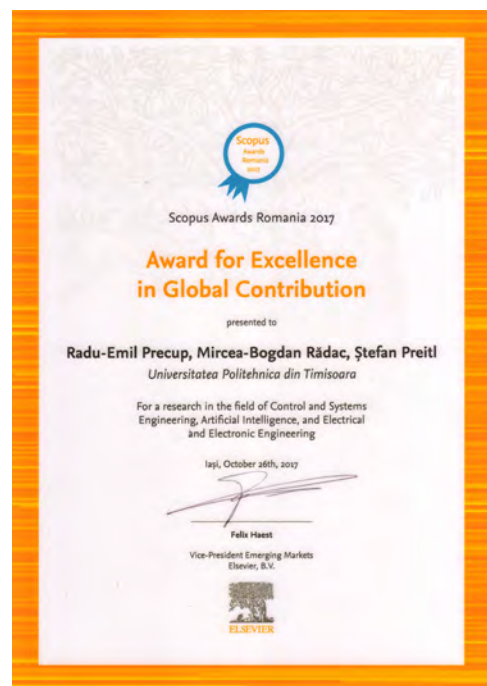 Scopus
Awards
Romania
2017
Scopus Awards Romania 2017
Award for Excellence
in Global Contribution
presented to
Radu-Emil Precup, Mircea-Bogdan Rădac, Ștefan Preitl
Universitatea Politehnica din Timisoara
For a research in the field of Control and Systems
Engineering, Artificial Intelligence, and Electrical
and Electronic Engineering
Iași, October 26th, 2017
Felix Haest
Vice-President Emerging Markets
Elsevier, B.V.
ELSEVIER